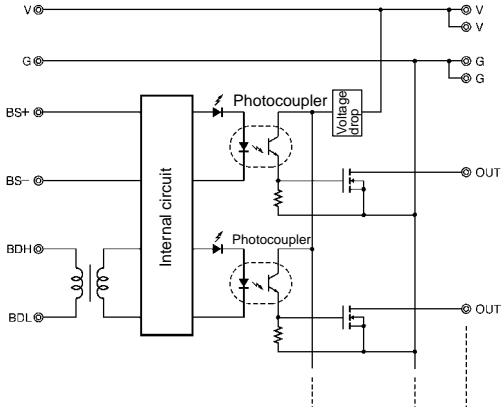 V
V
V
G
G
G
BS+
Photocoupler
Voltage drop
BS−
OUT
Internal circuit
BDH
Photocoupler
BDL
OUT